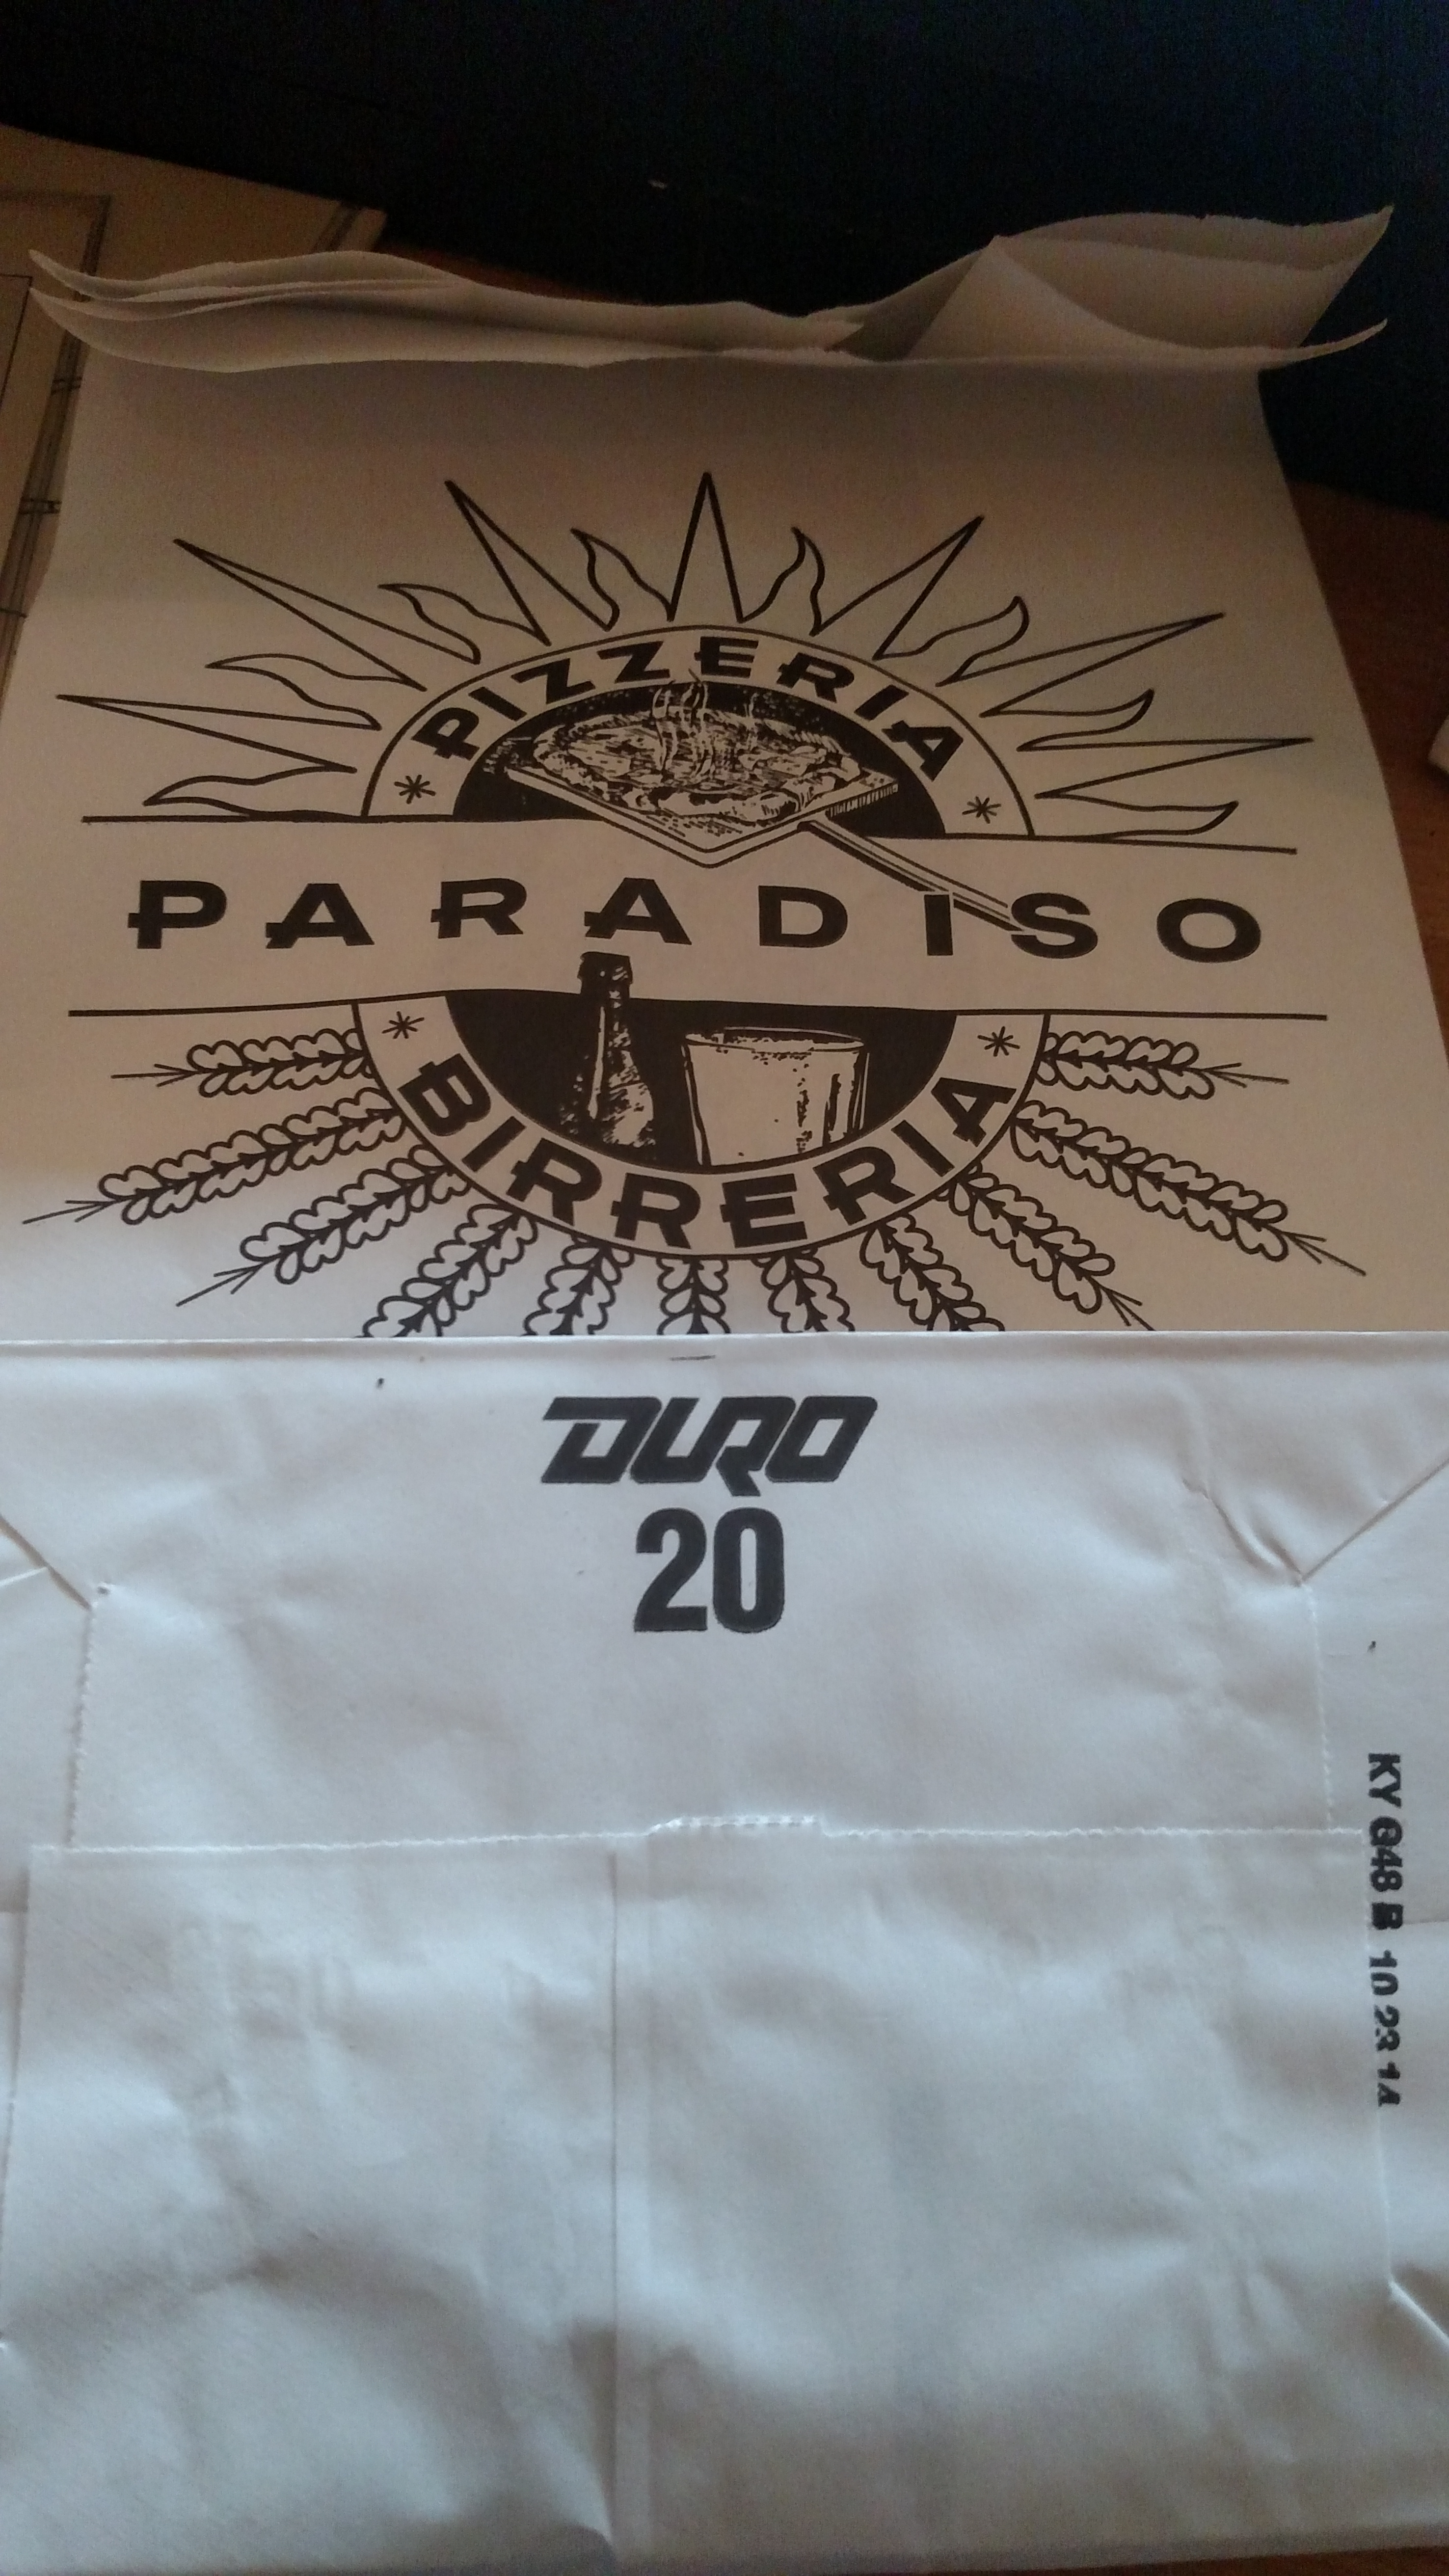 PIZZERIA
PARADISO
BIRRERIA
DURO
20
KY G48 B 10 23 14